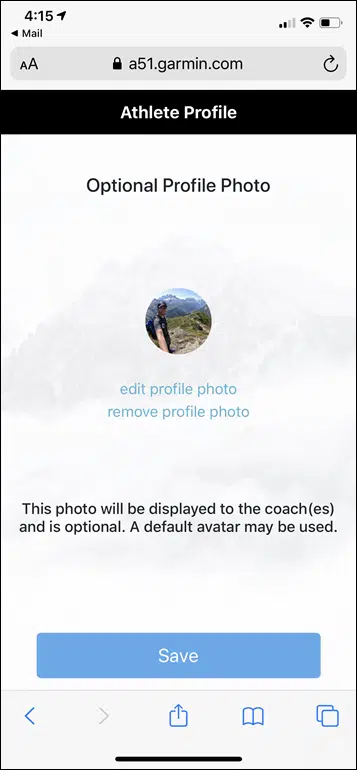 4:15
Mail
AA a51.garmin.com
Athlete Profile
Optional Profile Photo
edit profile photo
remove profile photo
This photo will be displayed to the coach(es)
and is optional. A default avatar may be used.
Save